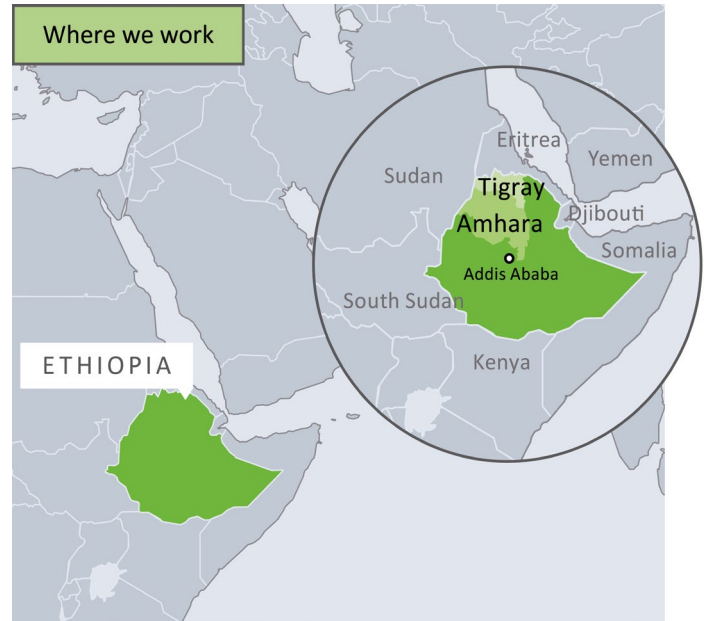 Where we work
Eritrea
Yemen
Sudan
Tigray
Djibouti
Amhara
Somalia
Addis Ababa
South Sudan
Kenya
ETHIOPIA